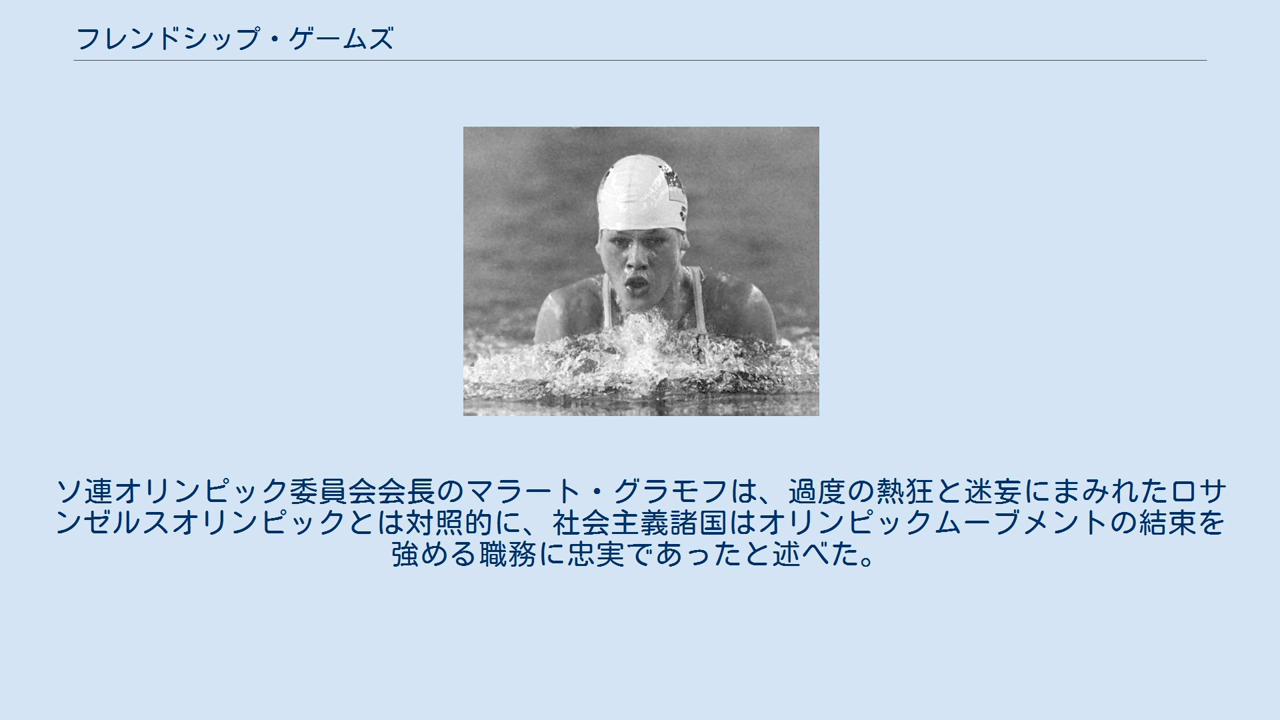 フレンドシップ・ゲームズ
ソ連オリンピック委員会会長のマラート・グラモフは、過度の熱狂と迷妄にまみれたロサ
ンゼルスオリンピックとは対照的に、社会主義諸国はオリンピックムーブメントの結束を
強める職務に忠実であったと述べた。